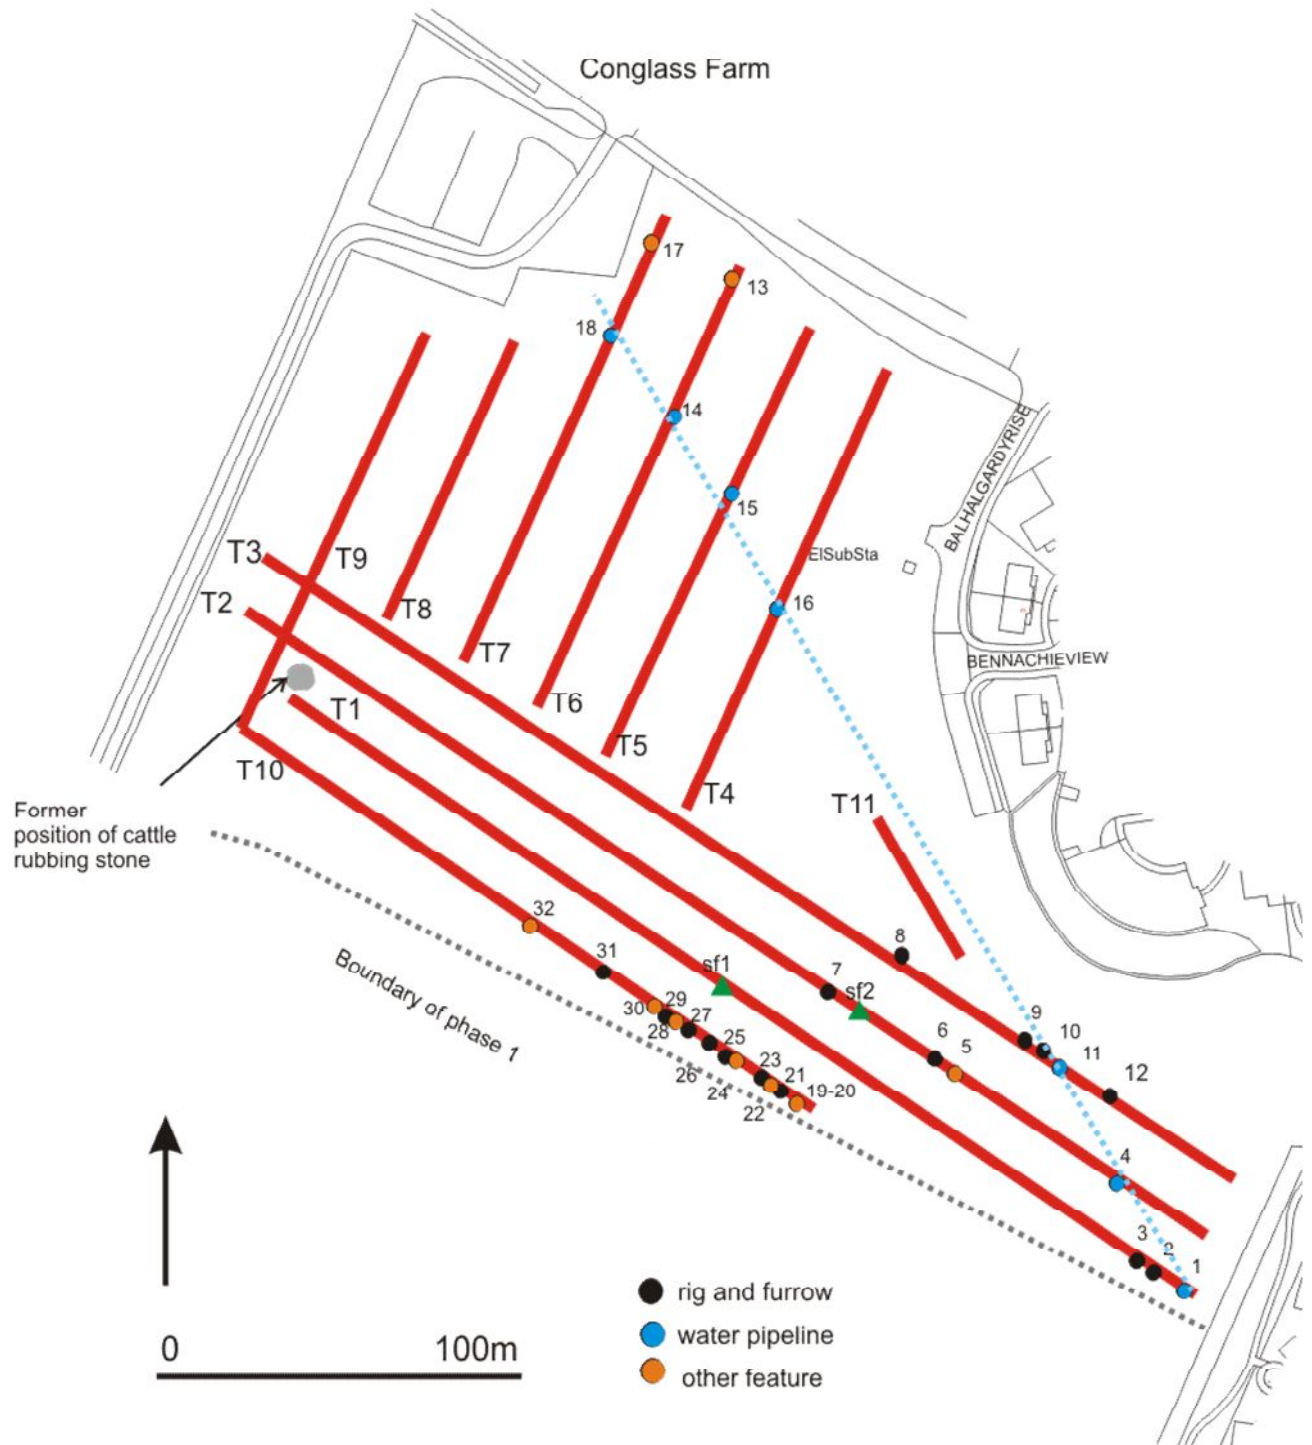 Conglass Farm
17
13
18
14
15
BALHALGARDYRISE
ElSubSta
16
BENNACHIEVIEW
T3
T9
T2
T8
T7
T6
T1
T5
T10
T4
T11
Former
position of cattle
rubbing stone
32
31
Boundary of phase 1
sf1
8
7
sf2
30
29
28
27
26
25
24
23
22
21
19-20
6
5
9
10
11
12
4
3
2
1
rig and furrow
water pipeline
other feature
0
100m